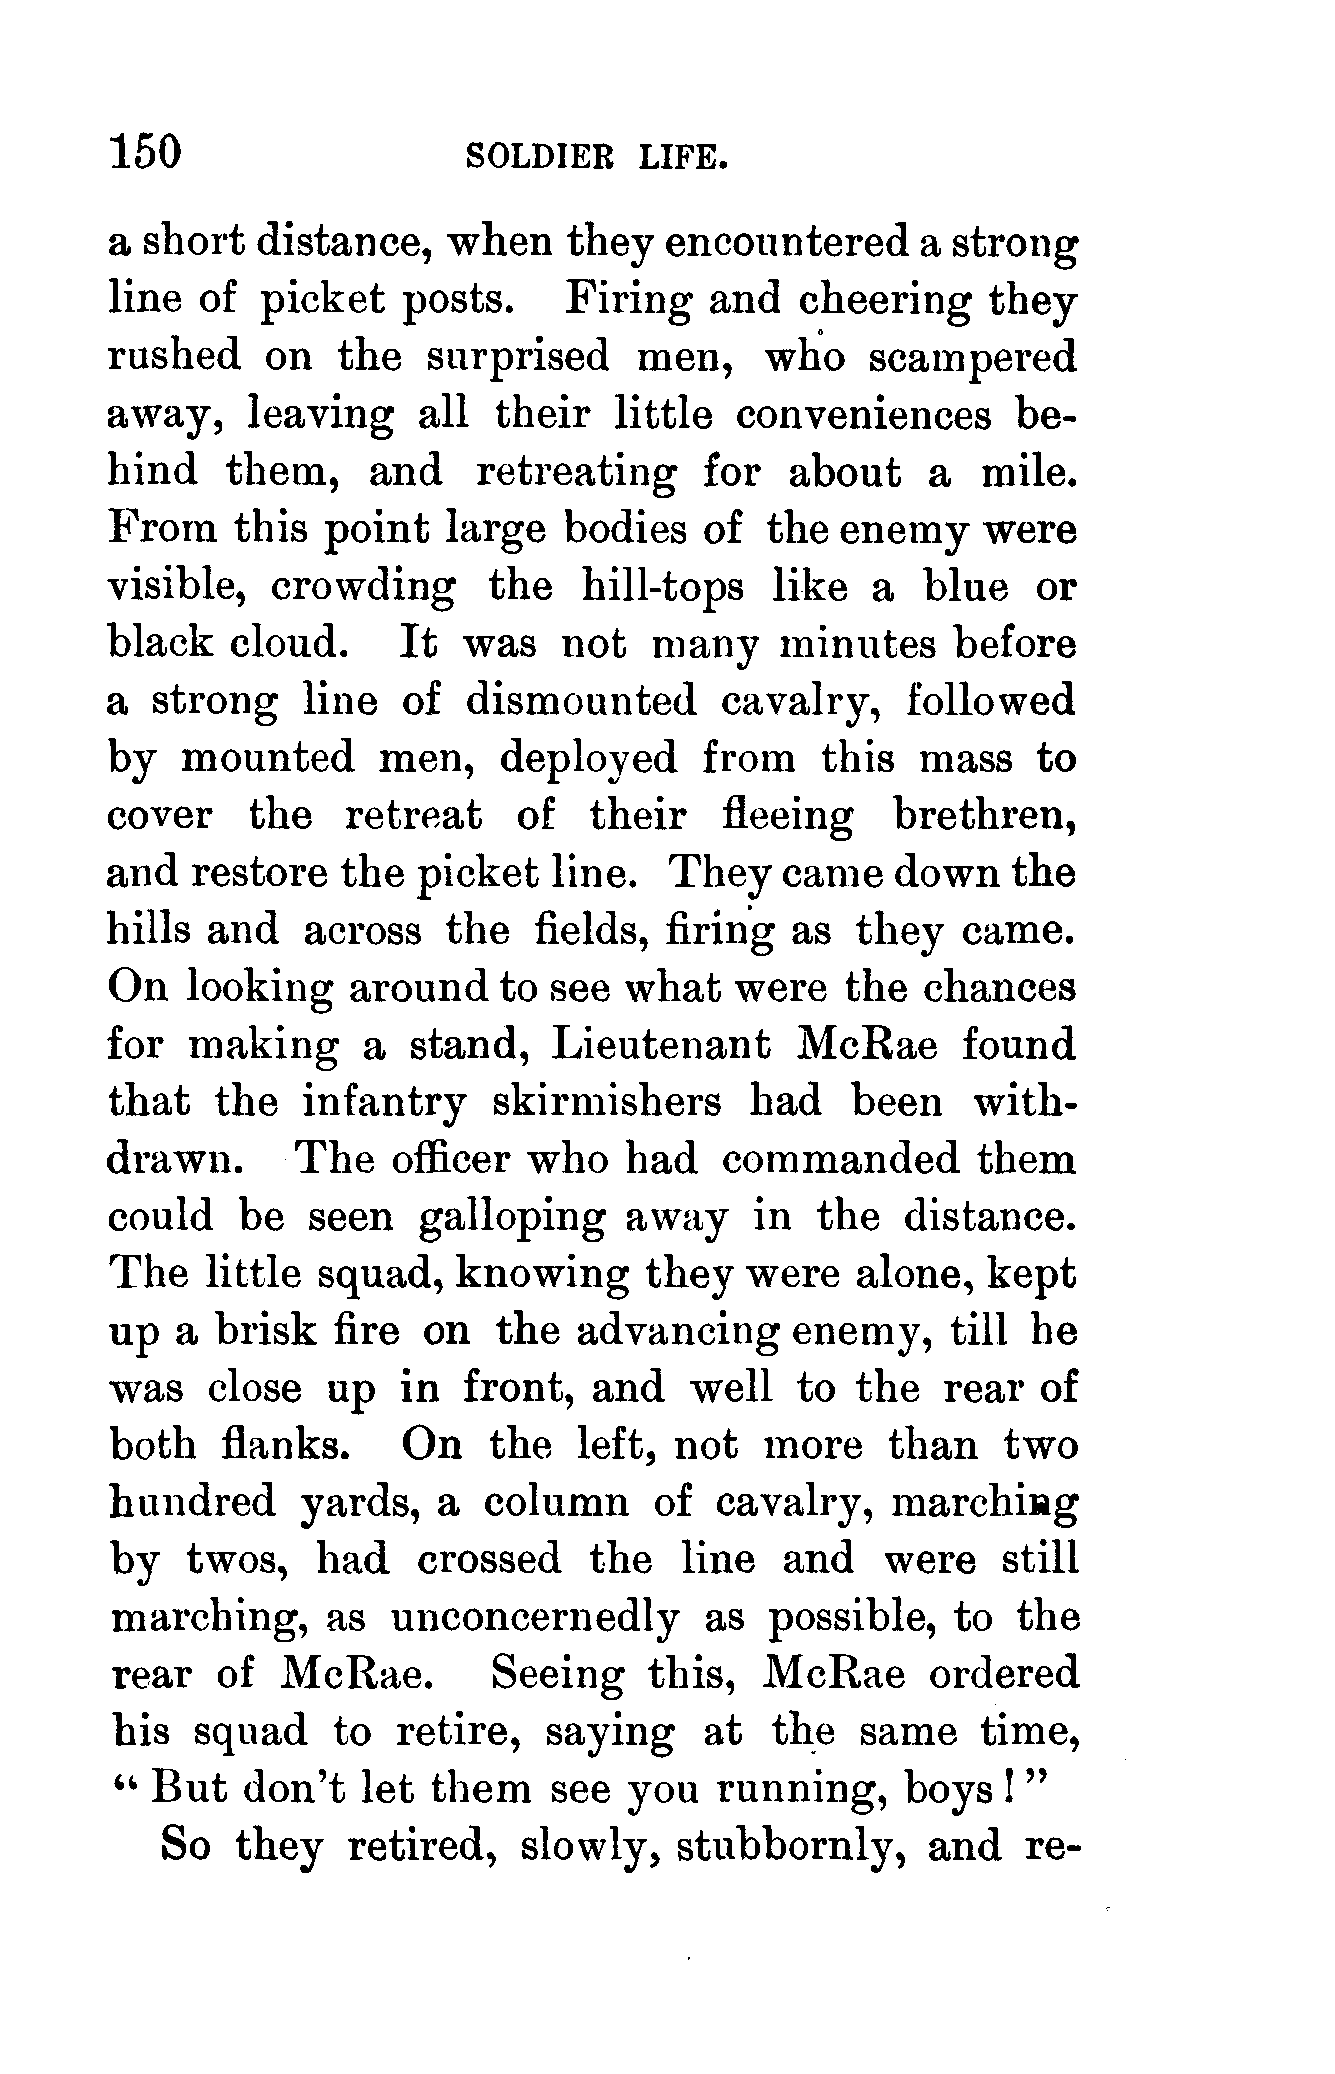 150 SOLDIER LIFE.
a short distance, when they encountered a strong
line of picket posts. Firing and cheering they
rushed on the surprised men, who scampered
away, leaving all their little conveniences be-
hind them, and retreating for about a mile.
From this point large bodies of the enemy were
visible, crowding the hill-tops like a blue or
black cloud. It was not many minutes before
a strong line of dismounted cavalry, followed
by mounted men, deployed from this mass to
cover the retreat of their fleeing brethren,
and restore the picket line. They came down the
hills and across the fields, firing as they came.
On looking around to see what were the chances
for making a stand, Lieutenant McRae found
that the infantry skirmishers had been with-
drawn. The officer who had commanded them
could be seen galloping away in the distance.
The little squad, knowing they were alone, kept
up a brisk fire on the advancing enemy, till he
was close up in front, and well to the rear of
both flanks. On the left, not more than two
hundred yards, a column of cavalry, marching
by twos, had crossed the line and were still
marching, as unconcernedly as possible, to the
rear of McRae. Seeing this, McRae ordered
his squad to retire, saying at the same time,
“ But don’t let them see you running, boys ! ”
So they retired, slowly, stubbornly, and re-